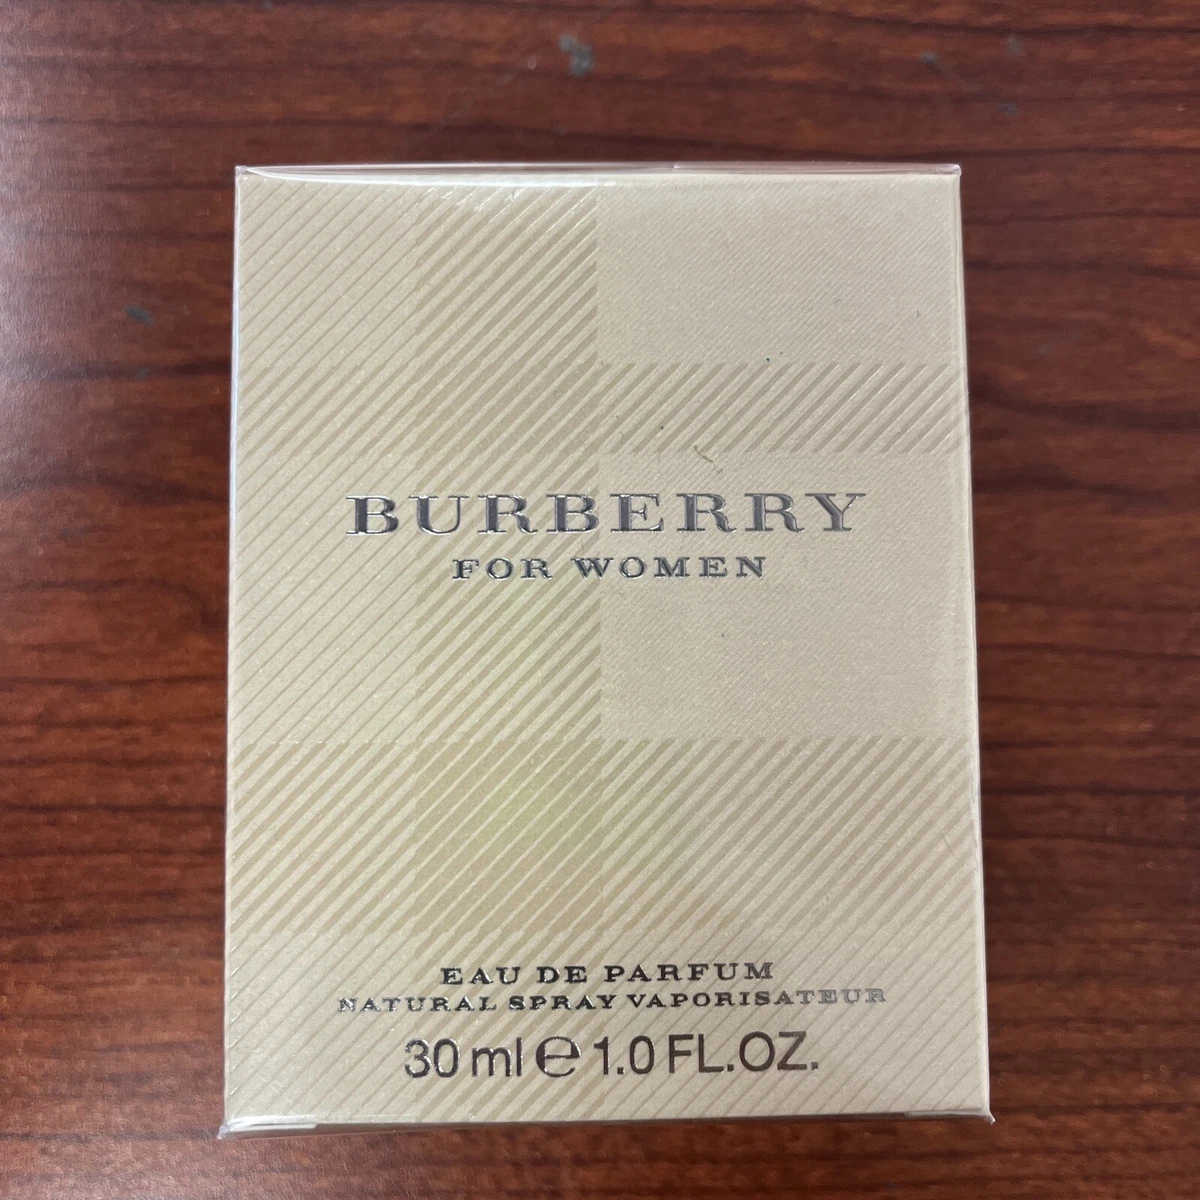 BURBERRY
FOR WOMEN
EAU DE PARFUM
NATURAL SPRAY VAPORISATEUR
30 ml ℮ 1.0 FL.OZ.